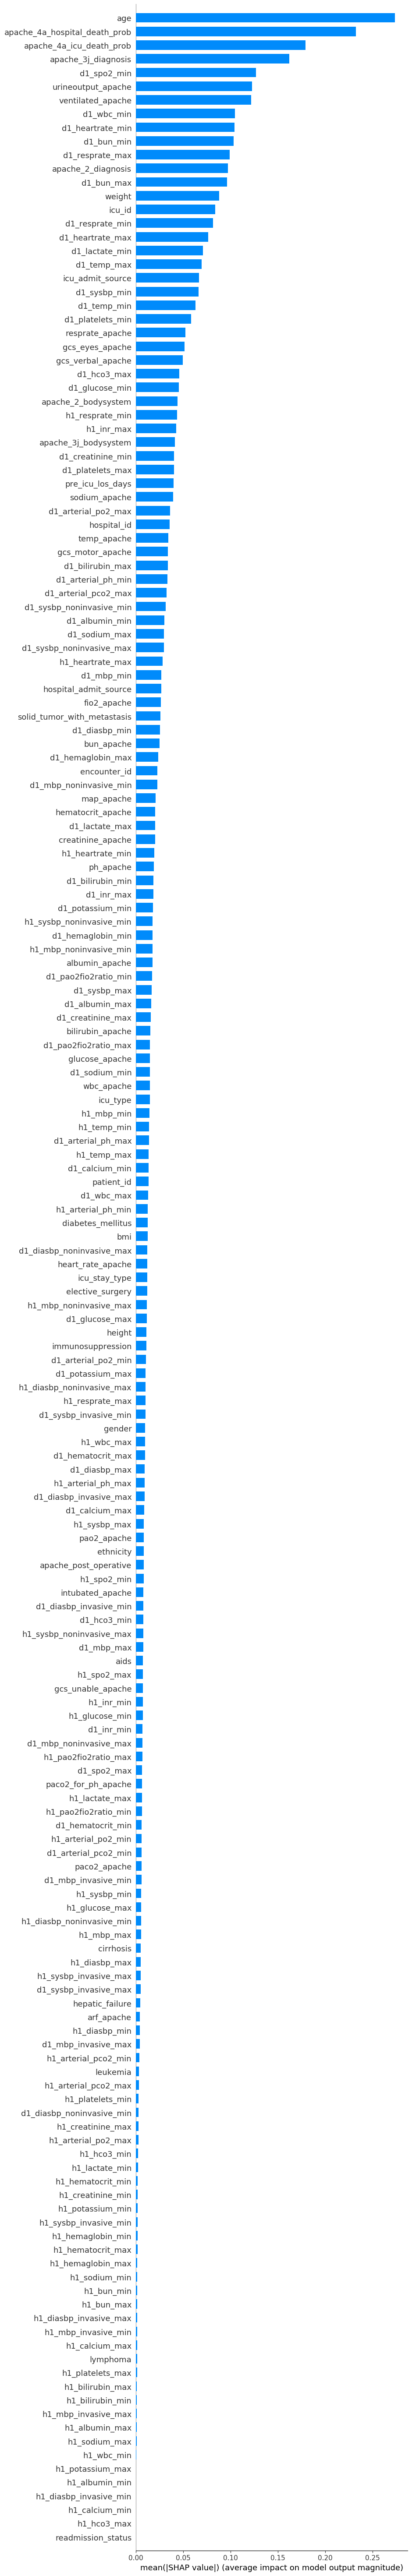 age
apache_4a_hospital_death_prob
apache_4a_icu_death_prob
apache_3j_diagnosis
d1_spo2_min
urineoutput_apache
ventilated_apache
d1_wbc_min
d1_heartrate_min
d1_bun_min
d1_resprate_max
apache_2_diagnosis
d1_bun_max
weight
icu_id
d1_resprate_min
d1_heartrate_max
d1_lactate_min
d1_temp_max
icu_admit_source
d1_sysbp_min
d1_temp_min
d1_platelets_min
resprate_apache
gcs_eyes_apache
gcs_verbal_apache
d1_hco3_max
d1_glucose_min
apache_2_bodysystem
h1_resprate_min
h1_inr_max
apache_3j_bodysystem
d1_creatinine_min
d1_platelets_max
pre_icu_los_days
sodium_apache
d1_arterial_po2_max
hospital_id
temp_apache
gcs_motor_apache
d1_bilirubin_max
d1_arterial_ph_min
d1_arterial_pco2_max
d1_sysbp_noninvasive_min
d1_albumin_min
d1_sodium_max
d1_sysbp_noninvasive_max
h1_heartrate_max
d1_mbp_min
hospital_admit_source
fio2_apache
solid_tumor_with_metastasis
d1_diasbp_min
bun_apache
d1_hemaglobin_max
encounter_id
d1_mbp_noninvasive_min
map_apache
hematocrit_apache
d1_lactate_max
creatinine_apache
h1_heartrate_min
ph_apache
d1_bilirubin_min
d1_inr_max
d1_potassium_min
h1_sysbp_noninvasive_min
d1_hemaglobin_min
h1_mbp_noninvasive_min
albumin_apache
d1_pao2fio2ratio_min
d1_sysbp_max
d1_albumin_max
d1_creatinine_max
bilirubin_apache
d1_pao2fio2ratio_max
glucose_apache
d1_sodium_min
wbc_apache
icu_type
h1_mbp_min
h1_temp_min
d1_arterial_ph_max
h1_temp_max
d1_calcium_min
patient_id
d1_wbc_max
h1_arterial_ph_min
diabetes_mellitus
bmi
d1_diasbp_noninvasive_max
heart_rate_apache
icu_stay_type
elective_surgery
h1_mbp_noninvasive_max
d1_glucose_max
height
immunosuppression
d1_arterial_po2_min
d1_potassium_max
h1_diasbp_noninvasive_max
h1_resprate_max
d1_sysbp_invasive_min
gender
h1_wbc_max
d1_hematocrit_max
d1_diasbp_max
h1_arterial_ph_max
d1_diasbp_invasive_max
d1_calcium_max
h1_sysbp_max
pao2_apache
ethnicity
apache_post_operative
h1_spo2_min
intubated_apache
d1_diasbp_invasive_min
d1_hco3_min
h1_sysbp_noninvasive_max
d1_mbp_max
aids
h1_spo2_max
gcs_unable_apache
h1_inr_min
h1_glucose_min
d1_inr_min
d1_mbp_noninvasive_max
h1_pao2fio2ratio_max
d1_spo2_max
paco2_for_ph_apache
h1_lactate_max
h1_pao2fio2ratio_min
d1_hematocrit_min
h1_arterial_po2_min
d1_arterial_pco2_min
paco2_apache
d1_mbp_invasive_min
h1_sysbp_min
h1_glucose_max
h1_diasbp_noninvasive_min
h1_mbp_max
cirrhosis
h1_diasbp_max
h1_sysbp_invasive_max
d1_sysbp_invasive_max
hepatic_failure
arf_apache
h1_diasbp_min
d1_mbp_invasive_max
h1_arterial_pco2_min
leukemia
h1_arterial_pco2_max
h1_platelets_min
d1_diasbp_noninvasive_min
h1_creatinine_max
h1_arterial_po2_max
h1_hco3_min
h1_lactate_min
h1_hematocrit_min
h1_creatinine_min
h1_potassium_min
h1_sysbp_invasive_min
h1_hemaglobin_min
h1_hematocrit_max
h1_hemaglobin_max
h1_sodium_min
h1_bun_min
h1_bun_max
h1_diasbp_invasive_max
h1_mbp_invasive_min
h1_calcium_max
lymphoma
h1_platelets_max
h1_bilirubin_max
h1_bilirubin_min
h1_mbp_invasive_max
h1_albumin_max
h1_sodium_max
h1_wbc_min
h1_potassium_max
h1_albumin_min
h1_diasbp_invasive_min
h1_calcium_min
h1_hco3_max
readmission_status
0.00 0.05 0.10 0.15 0.20 0.25
mean(|SHAP value|) (average impact on model output magnitude)